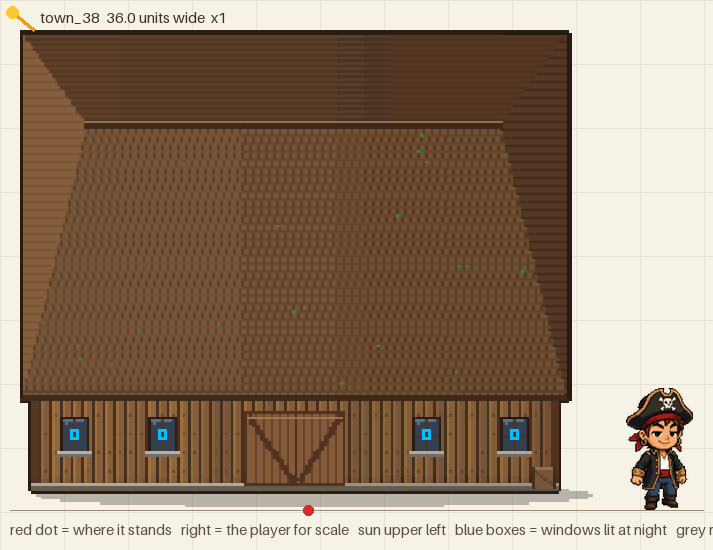 town_38 36.0 units wide x1
red dot = where it stands right = the player for scale sun upper left blue boxes = windows lit at night grey